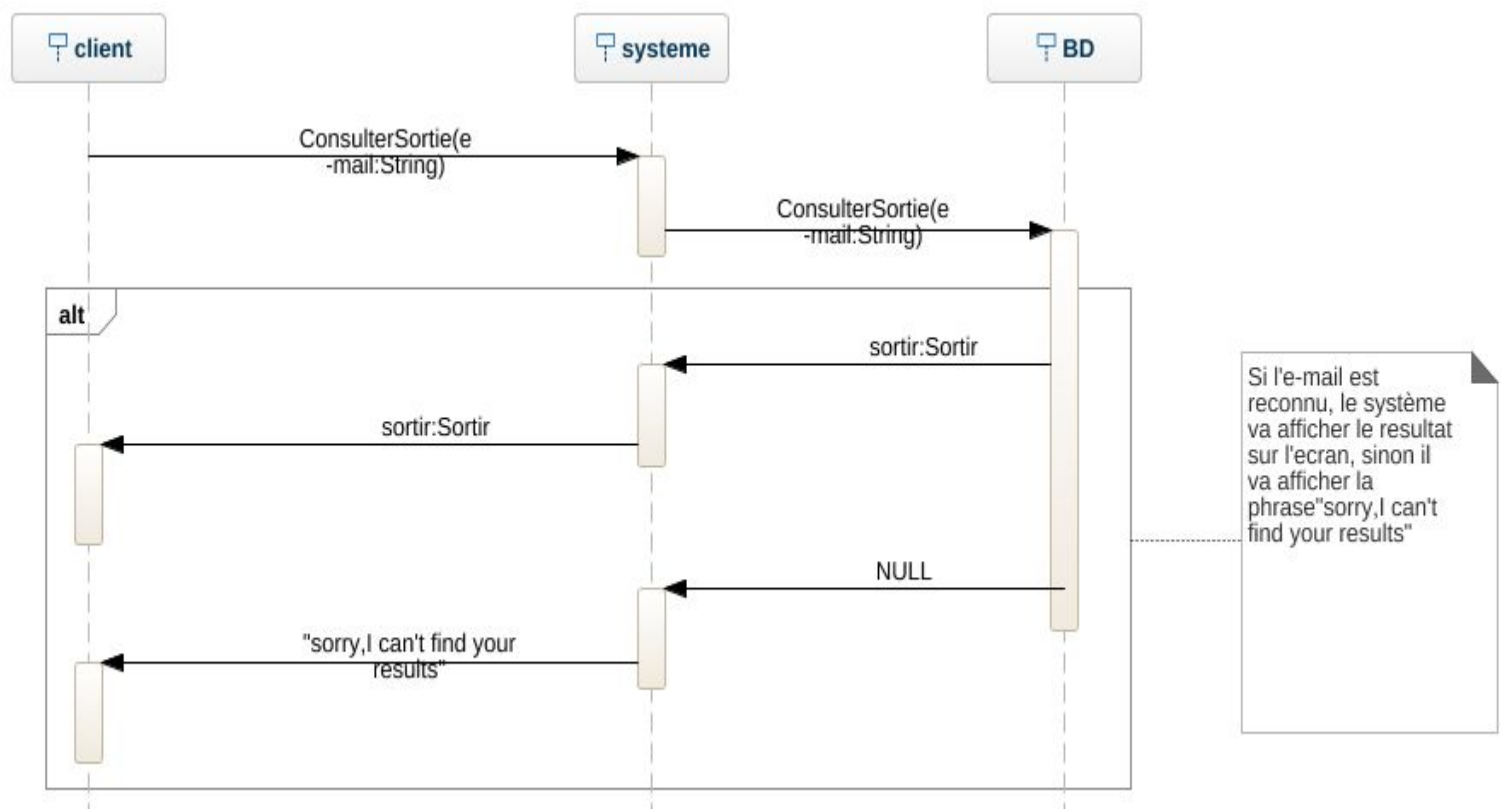 client
systeme
BD
ConsulterSortie(e
-mail:String)
ConsulterSortie(e
-mail:String)
alt
sortir:Sortir
sortir:Sortir
NULL
"sorry,I can't find your
results"
Si l'e-mail est
reconnu, le système
va afficher le resultat
sur l'ecran, sinon il
va afficher la
phrase"sorry,I can't
find your results"